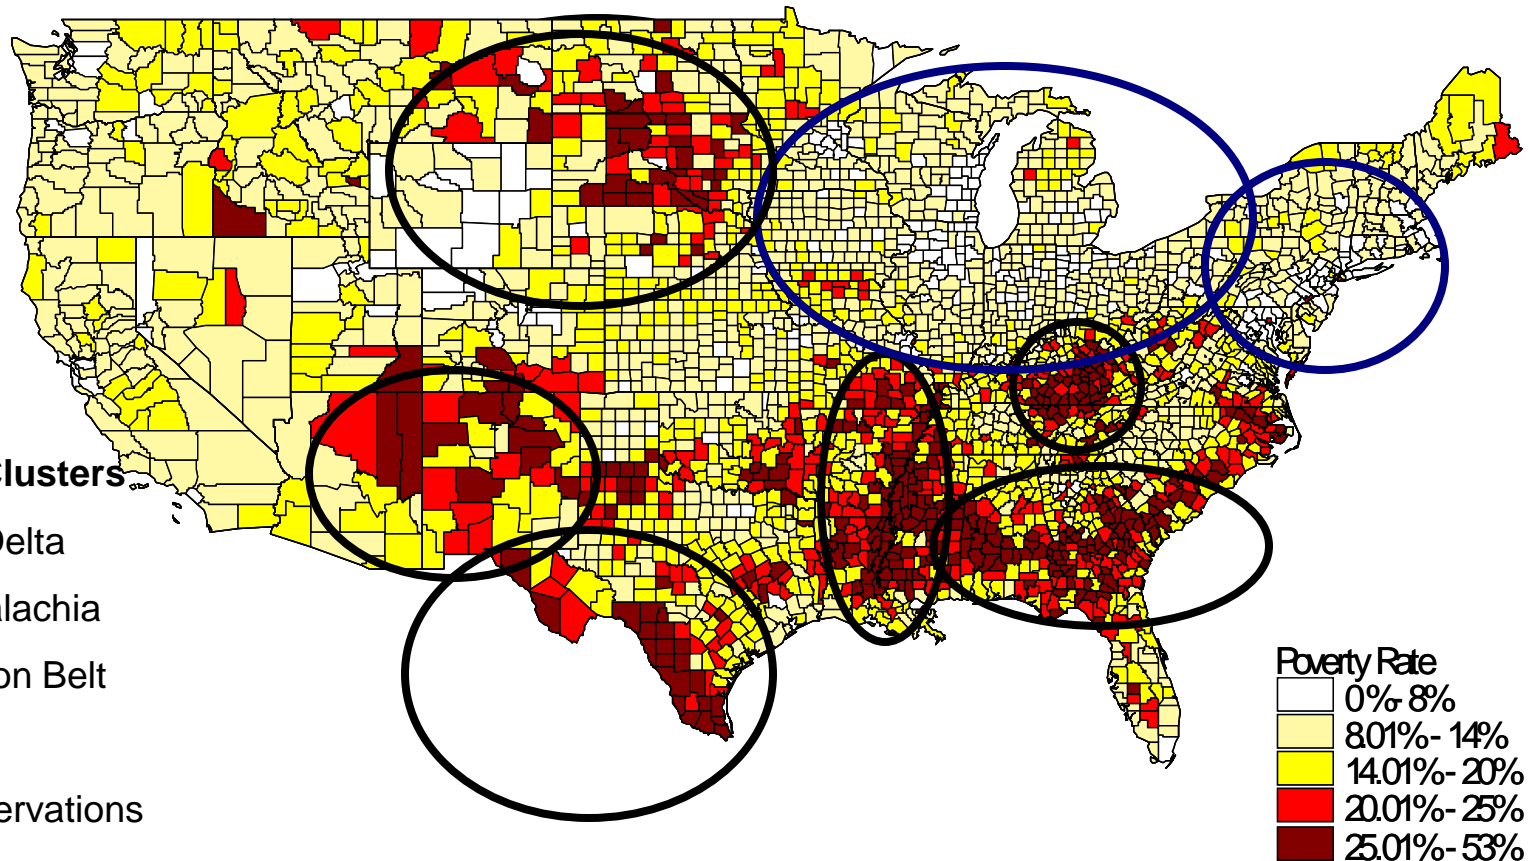 Clusters
Delta
alachia
on Belt
ervations
Poverty Rate
0%- 8%
8.01% - 14%
14.01% - 20%
20.01% - 25%
25.01% - 53%